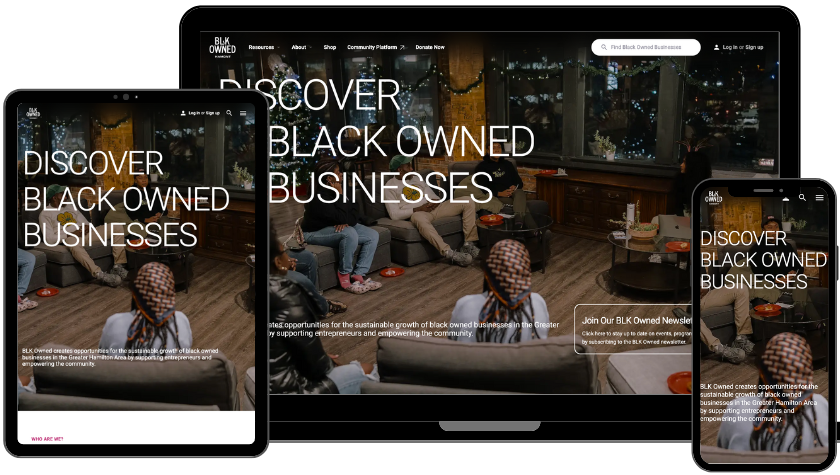 BLK
OWNED
HAMONT
Resources
About
Shop
Community Platform
Donate Now
Find Black Owned Businesses
Log in or Sign up
DISCOVER
BLACK OWNED
BUSINESSES
ates opportunities for the sustainable growth of black owned businesses in the Greater
by supporting entrepreneurs and empowering the community.
Join Our BLK Owned Newslet
Click here to stay up to date on events, program
by subscribing to the BLK Owned newsletter.
BLK
OWNED
Log in or Sign up
DISCOVER
BLACK OWNED
BUSINESSES
BLK Owned creates opportunities for the sustainable growth of black owned
businesses in the Greater Hamilton Area by supporting entrepreneurs and
empowering the community.
WHO ARE WE?
BLK
OWNED
DISCOVER
BLACK OWNED
BUSINESSES
BLK Owned creates opportunities for the
sustainable growth of black owned
businesses in the Greater Hamilton Area
by supporting entrepreneurs and
empowering the community.